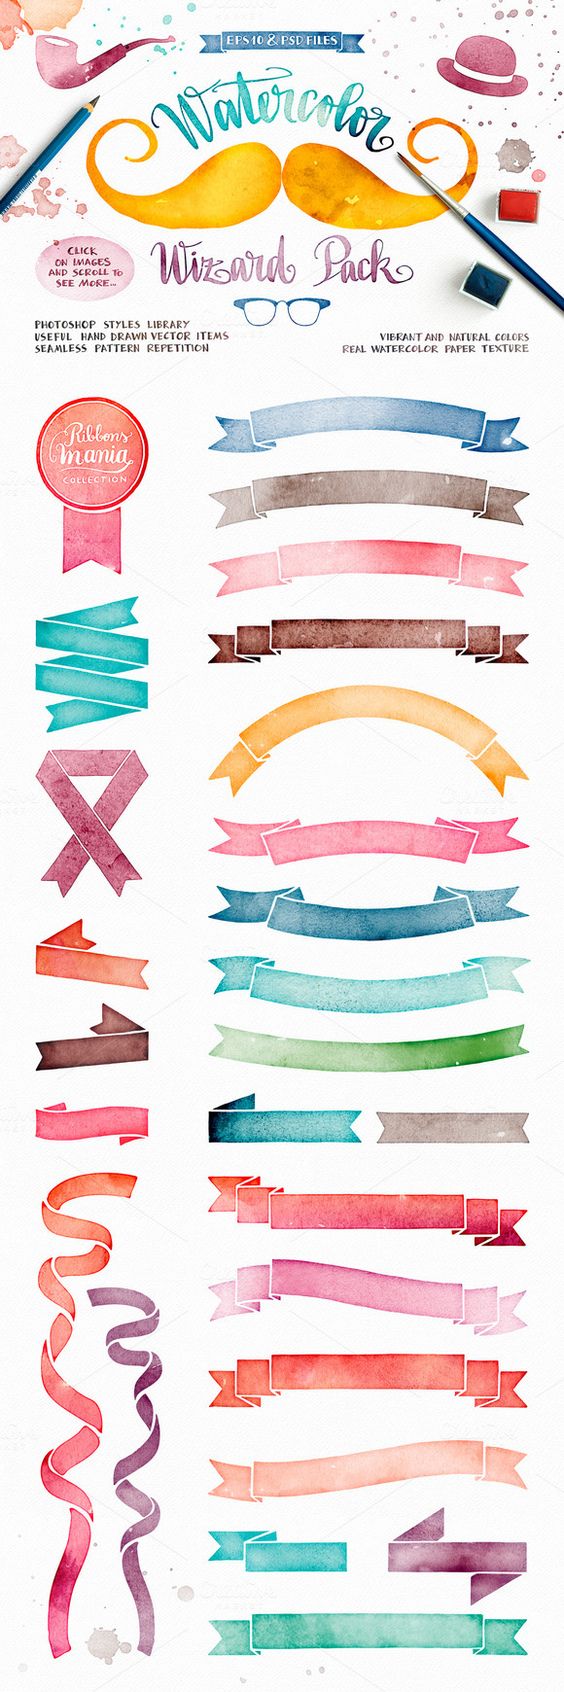 EPS10 & PSD FILES
Watercolor
Wizard Pack
CLICK
ON IMAGES
AND SCROLL TO
SEE MORE...
PHOTOSHOP STYLES LIBRARY
USEFUL HAND DRAWN VECTOR ITEMS
SEAMLESS PATTERN REPETITION
VIBRANT AND NATURAL COLORS
REAL WATERCOLOR PAPER TEXTURE
Ribbons
mania
COLLECTION